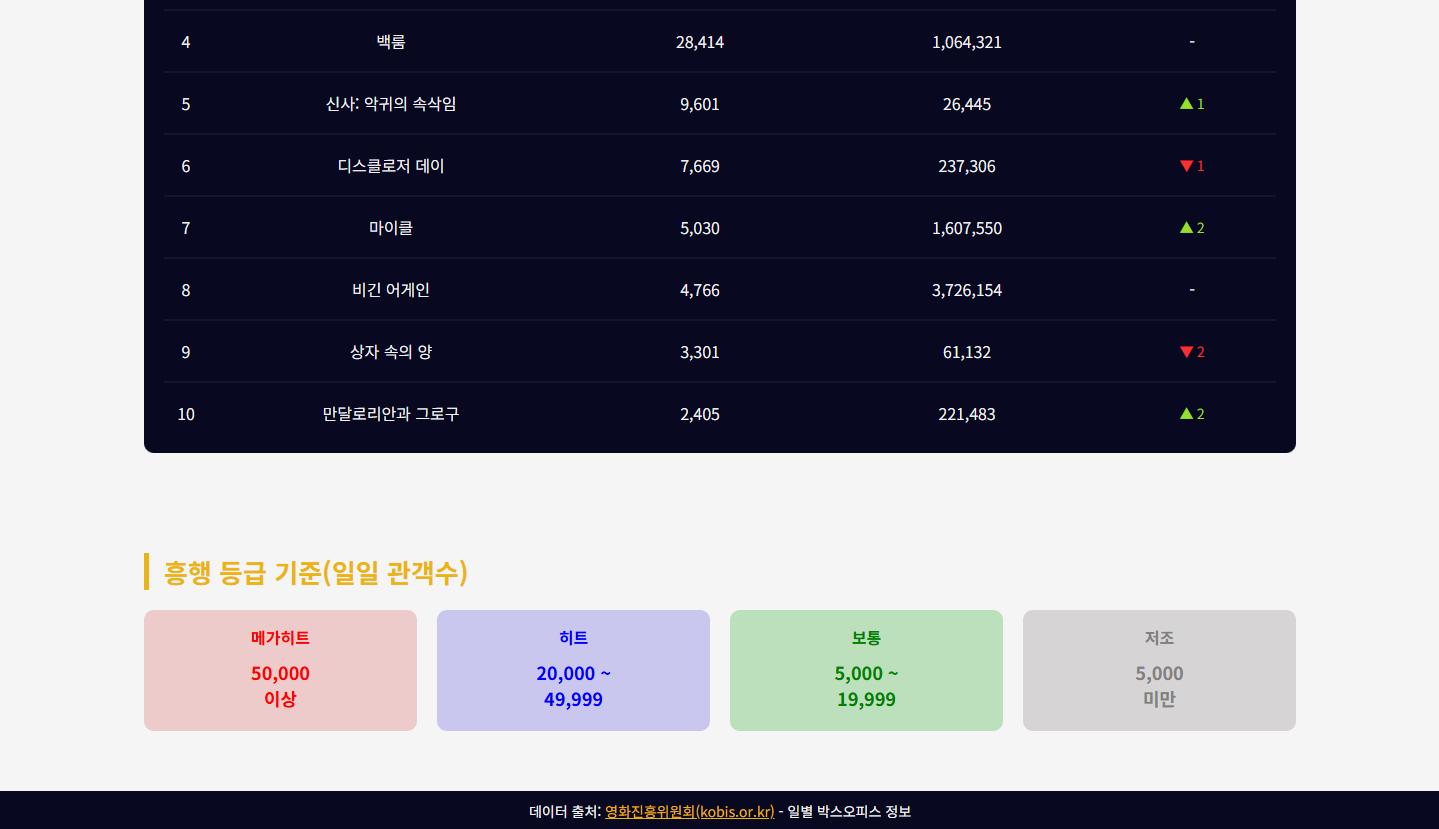 4 백룸 28,414 1,064,321 -
5 신사: 악귀의 속삭임 9,601 26,445 ▲ 1
6 디스클로저 데이 7,669 237,306 ▼ 1
7 마이클 5,030 1,607,550 ▲ 2
8 비긴 어게인 4,766 3,726,154 -
9 상자 속의 양 3,301 61,132 ▼ 2
10 만달로리안과 그로구 2,405 221,483 ▲ 2
흥행 등급 기준(일일 관객수)
메가히트
50,000
이상
히트
20,000 ~
49,999
보통
5,000 ~
19,999
저조
5,000
미만
데이터 출처: 영화진흥위원회(kobis.or.kr) - 일별 박스오피스 정보